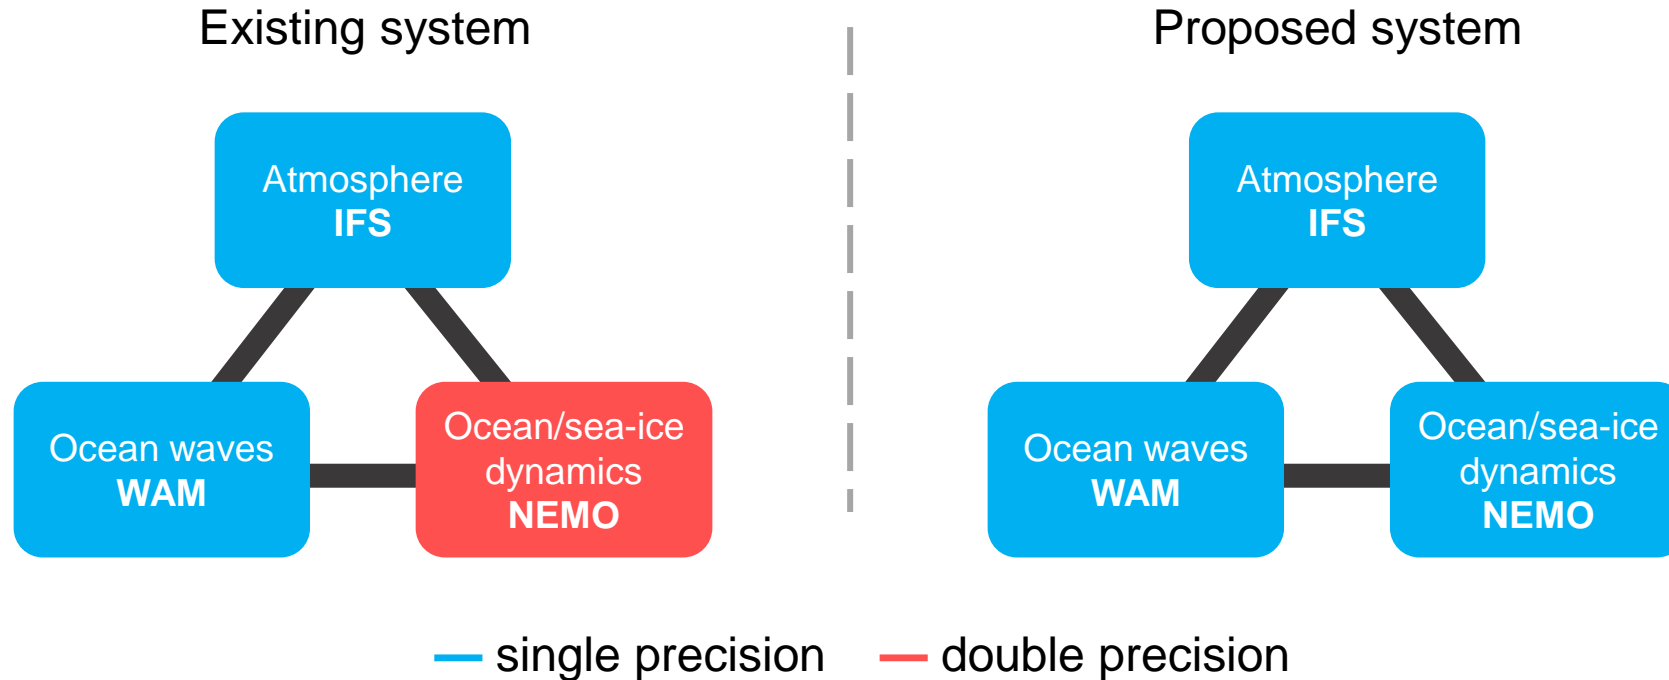 Existing system
Atmosphere
IFS
Ocean waves
WAM
Ocean/sea-ice
dynamics
NEMO
Proposed system
Atmosphere
IFS
Ocean waves
WAM
Ocean/sea-ice
dynamics
NEMO
single precision
double precision